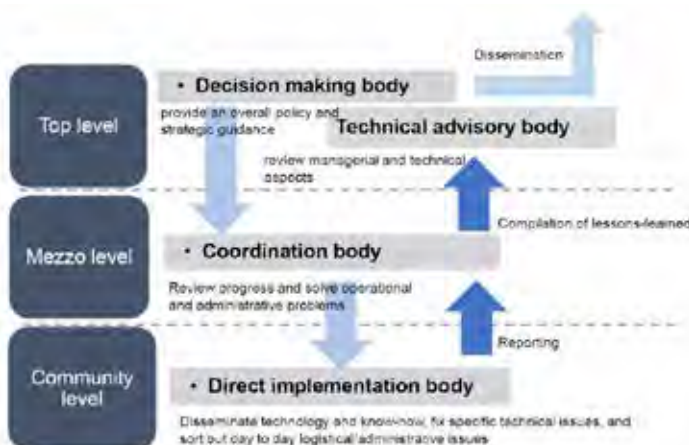 Dissemination
Top level
• Decision making body
provide an overall policy and
strategic guidance
Technical advisory body
review managerial and technical
aspects
Compilation of lessons-learned
Mezzo level
• Coordination body
Review progress and solve operational
and administrative problems
Reporting
Community
level
• Direct implementation body
Disseminate technology and know-how, fix specific technical issues, and
sort out day to day logistical/administrative issues